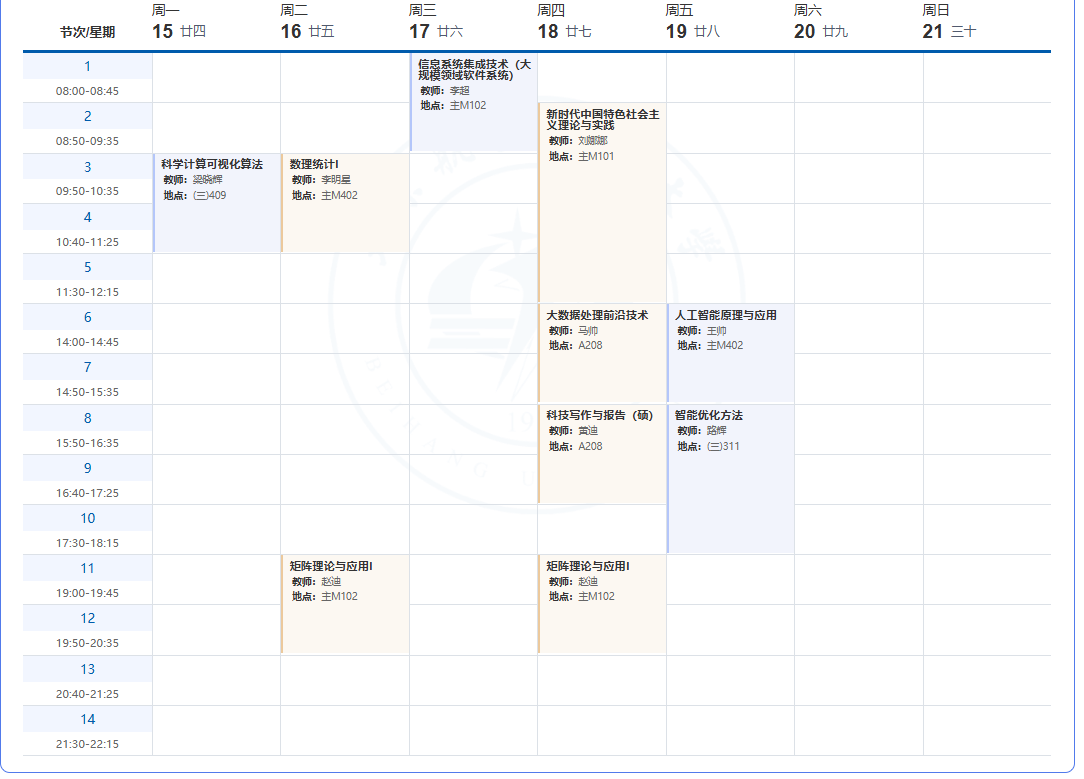 周一 周二 周三 周四 周五 周六 周日
节次/星期 15 廿四 16 廿五 17 廿六 18 廿七 19 廿八 20 廿九 21 三十
1
08:00-08:45
信息系统集成技术（大
规模领域软件系统）
教师：李超
地点：主M102
2
08:50-09:35
新时代中国特色社会主
义理论与实践
教师：刘娜娜
地点：主M101
3
09:50-10:35
科学计算可视化算法
教师：梁晓辉
地点：(三)409
数理统计I
教师：李明星
地点：主M402
4
10:40-11:25
5
11:30-12:15
6
14:00-14:45
大数据处理前沿技术
教师：马帅
地点：A208
人工智能原理与应用
教师：王帅
地点：主M402
7
14:50-15:35
8
15:50-16:35
科技写作与报告（硕）
教师：黄迪
地点：A208
智能优化方法
教师：路辉
地点：(三)311
9
16:40-17:25
10
17:30-18:15
11
19:00-19:45
矩阵理论与应用I
教师：赵迪
地点：主M102
矩阵理论与应用I
教师：赵迪
地点：主M102
12
19:50-20:35
13
20:40-21:25
14
21:30-22:15